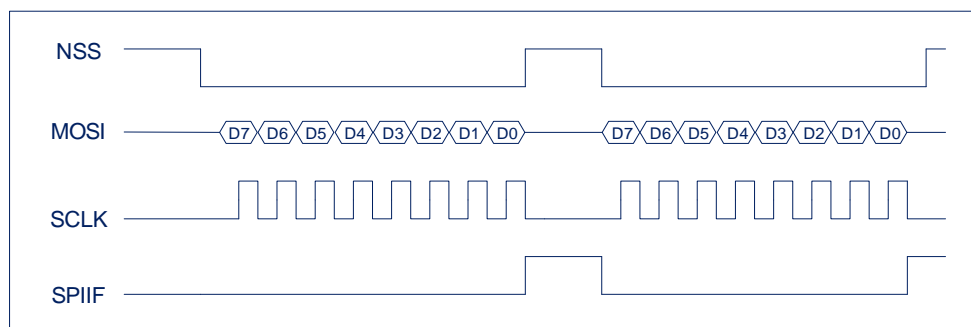 NSS
MOSI D7 D6 D5 D4 D3 D2 D1 D0 D7 D6 D5 D4 D3 D2 D1 D0
SCLK
SPIIF